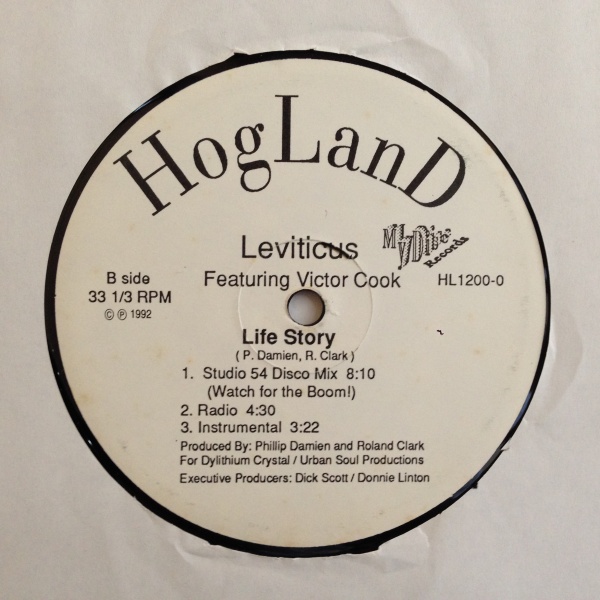 HogLanD
Leviticus
Featuring Victor Cook
B side
33 1/3 RPM
© ℗ 1992
Records
HL1200-0
Life Story
( P. Damien, R. Clark )
1. Studio 54 Disco Mix 8:10
(Watch for the Boom!)
2. Radio 4:30
3. Instrumental 3:22
Produced By: Phillip Damien and Roland Clark
For Dylithium Crystal / Urban Soul Productions
Executive Producers: Dick Scott / Donnie Linton